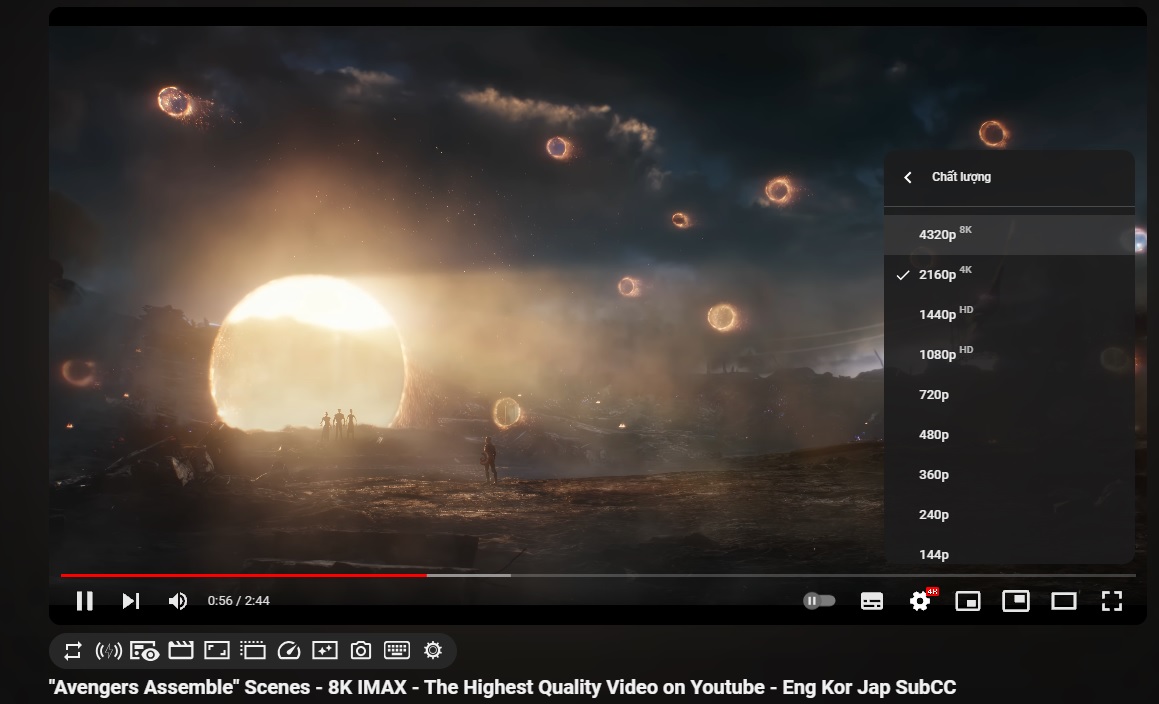 Chất lượng
4320p 8K
2160p 4K
1440p HD
1080p HD
720p
480p
360p
240p
144p
0:56 / 2:44
4K
"Avengers Assemble" Scenes - 8K IMAX - The Highest Quality Video on Youtube - Eng Kor Jap SubCC